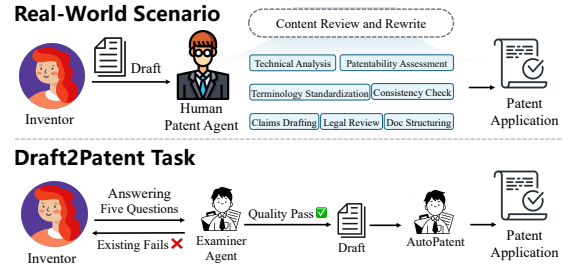 Real-World Scenario
Content Review and Rewrite
Draft
Technical Analysis
Patentability Assessment
Terminology Standardization
Consistency Check
Claims Drafting
Legal Review
Doc Structuring
Inventor
Human
Patent Agent
Patent
Application
Draft2Patent Task
Answering
Five Questions
Existing Fails
Quality Pass
Inventor
Examiner
Agent
Draft
AutoPatent
Patent
Application